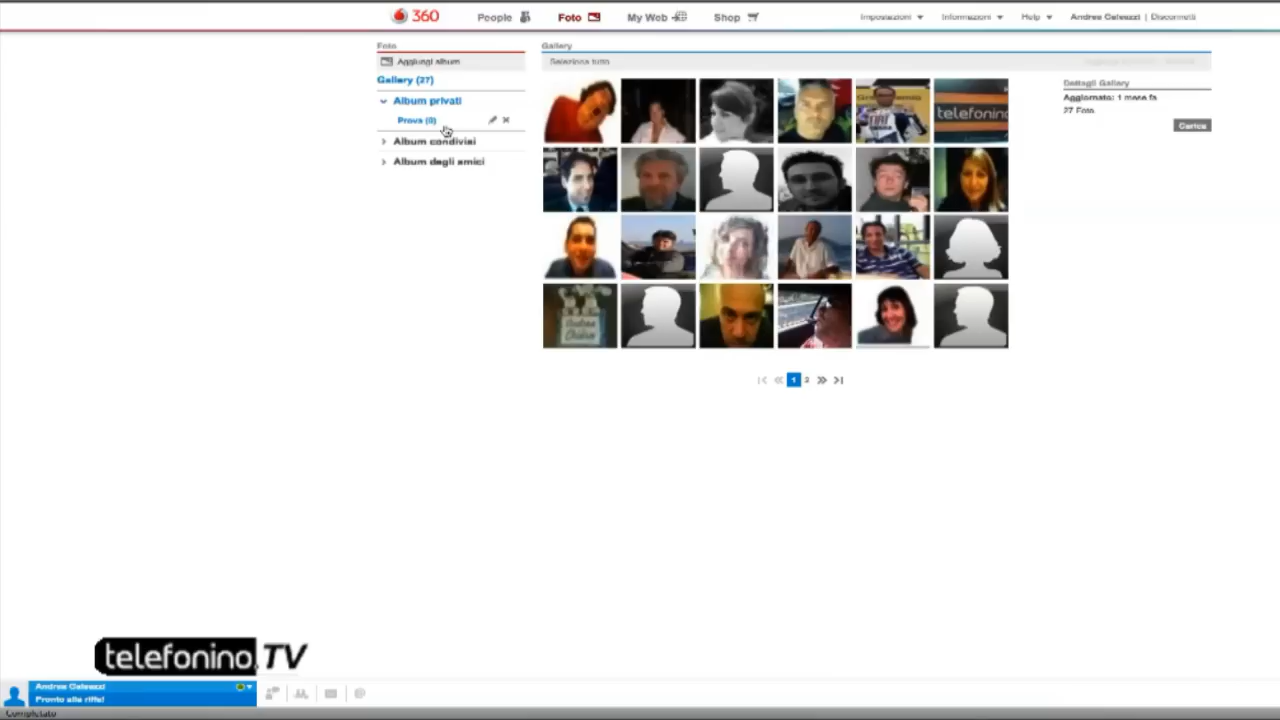 360 People Foto My Web Shop Impostazioni Informazioni Help Andrea Galeazzi | Disconnetti
Foto
Aggiungi album
Gallery (27)
Album privati
Prova (0)
Album condivisi
Album degli amici
Gallery
Seleziona tutto
telefonino
Dettagli Gallery
Aggiornato: 1 mese fa
27 Foto
Carica
1 2
telefonino.TV
Andrea Galeazzi
Pronto alle riffe!
Completato